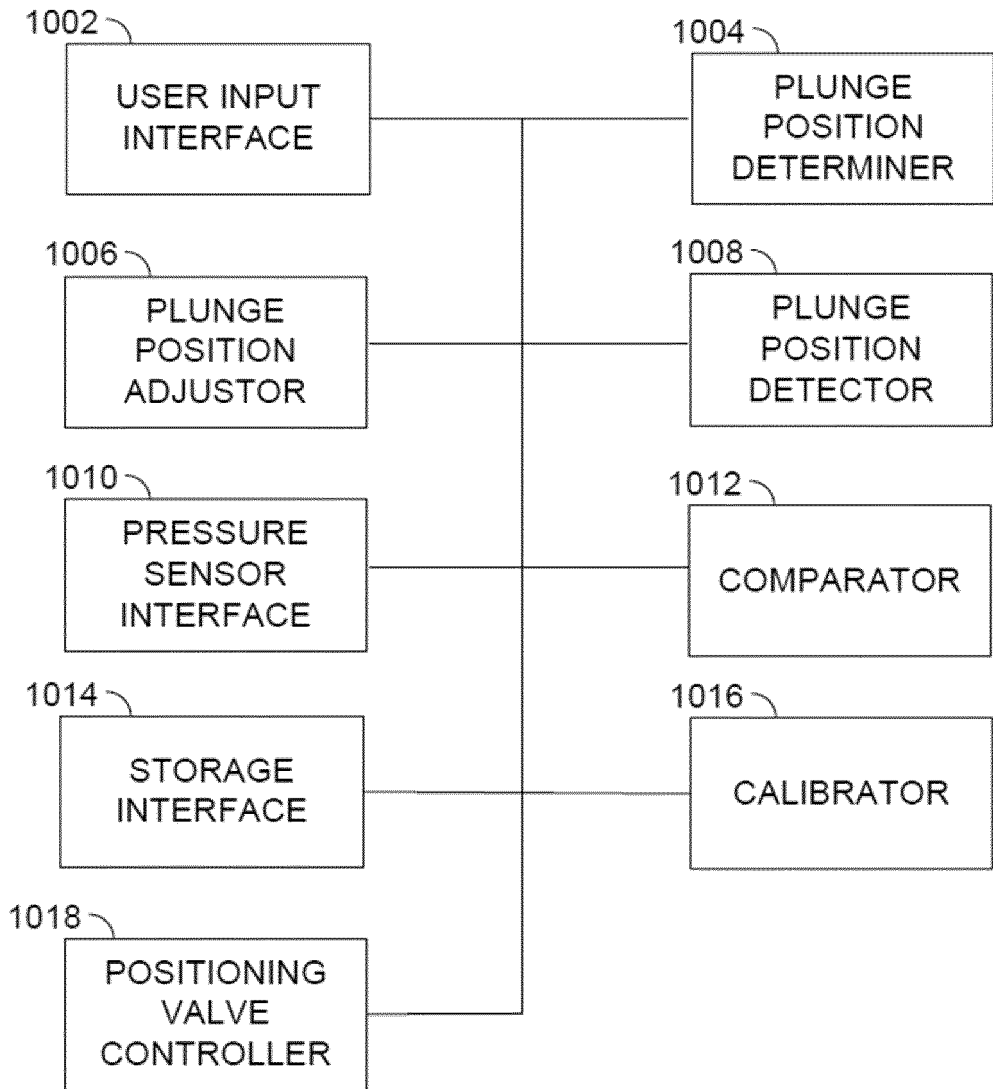 1002
USER INPUT
INTERFACE
1004
PLUNGE
POSITION
DETERMINER
1006
PLUNGE
POSITION
ADJUSTOR
1008
PLUNGE
POSITION
DETECTOR
1010
PRESSURE
SENSOR
INTERFACE
1012
COMPARATOR
1014
STORAGE
INTERFACE
1016
CALIBRATOR
1018
POSITIONING
VALVE
CONTROLLER